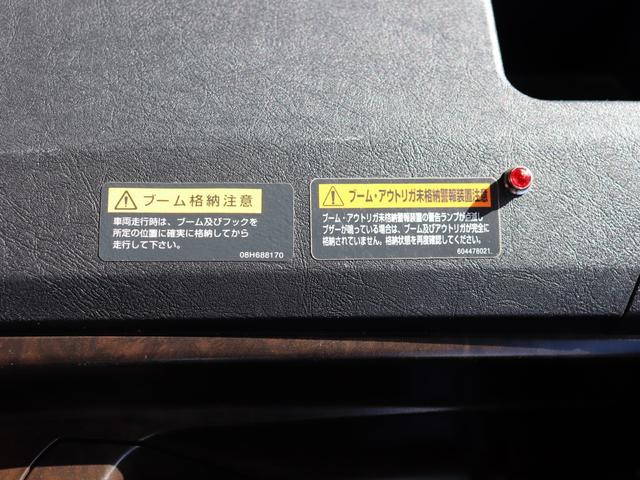 ブーム格納注意
車両走行時は、ブーム及びフックを
所定の位置に確実に格納してから
走行して下さい。
08H688170
ブーム・アウトリガ未格納警報装置注意
ブーム・アウトリガ未格納警報装置の警告ランプが点滅し
ブザーが鳴っている場合は、ブーム及びアウトリガが完全に
格納されていません。格納状態を再度確認してください。
604478021